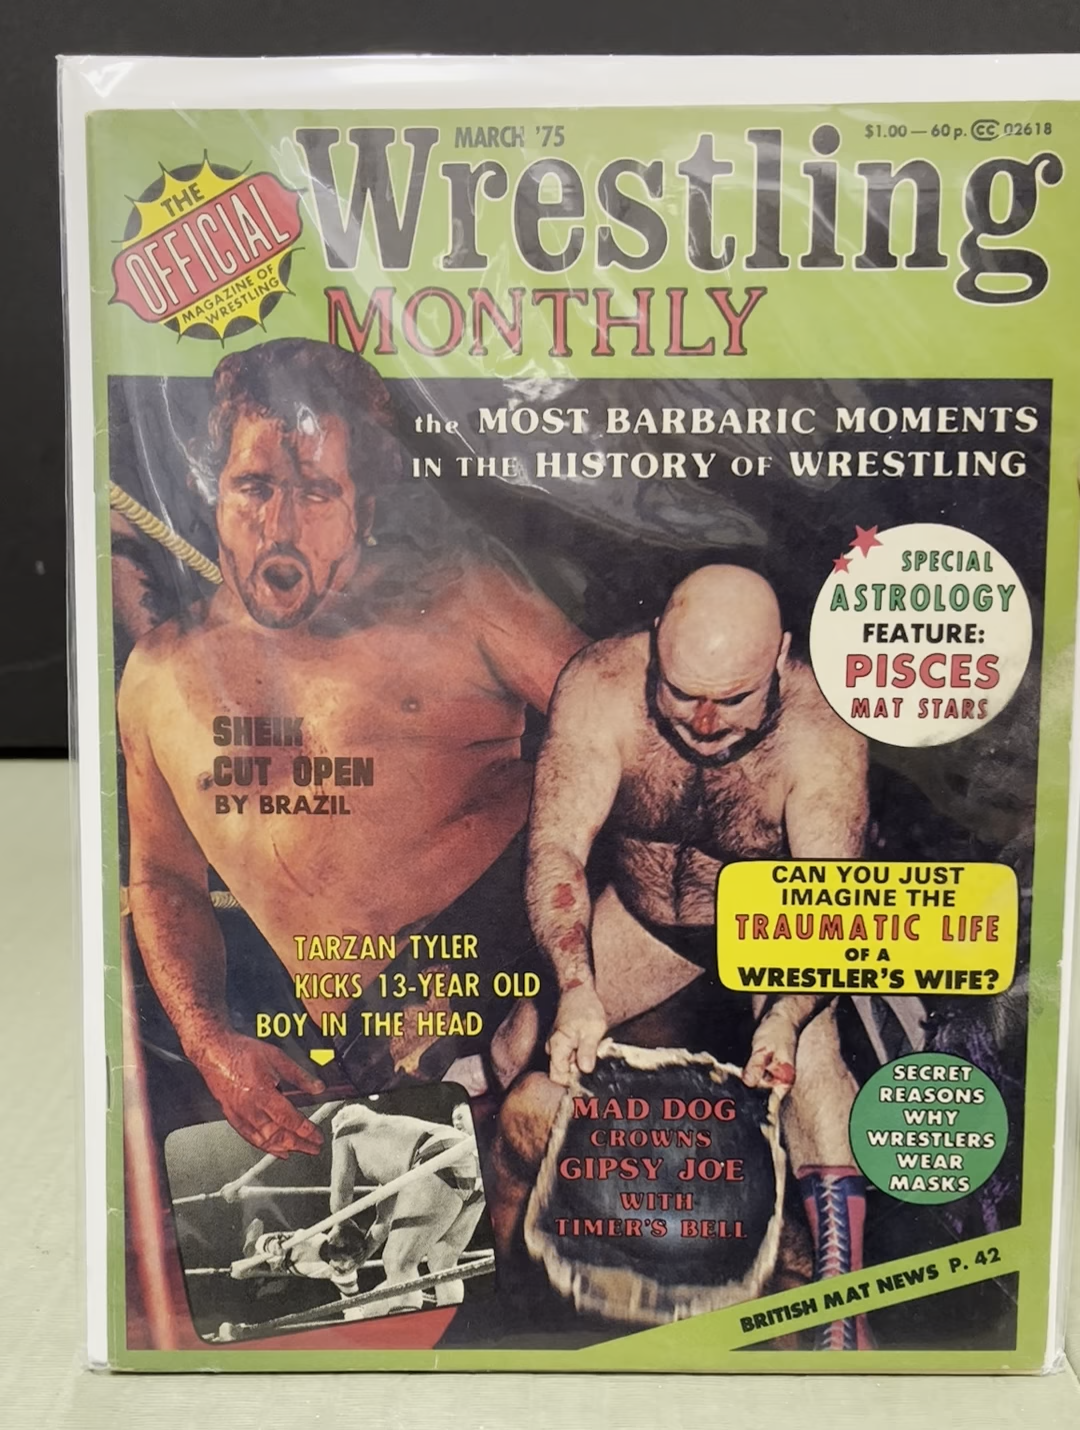 MARCH '75
$1.00 — 60 p. CC 02618
THE
OFFICIAL
MAGAZINE OF
WRESTLING
Wrestling
MONTHLY
the MOST BARBARIC MOMENTS
IN THE HISTORY OF WRESTLING
SPECIAL
ASTROLOGY
FEATURE:
PISCES
MAT STARS
SHEIK
CUT OPEN
BY BRAZIL
CAN YOU JUST
IMAGINE THE
TRAUMATIC LIFE
OF A
WRESTLER'S WIFE?
TARZAN TYLER
KICKS 13-YEAR OLD
BOY IN THE HEAD
SECRET
REASONS
WHY
WRESTLERS
WEAR
MASKS
MAD DOG
CROWNS
GIPSY JOE
WITH
TIMER'S BELL
BRITISH MAT NEWS P. 42